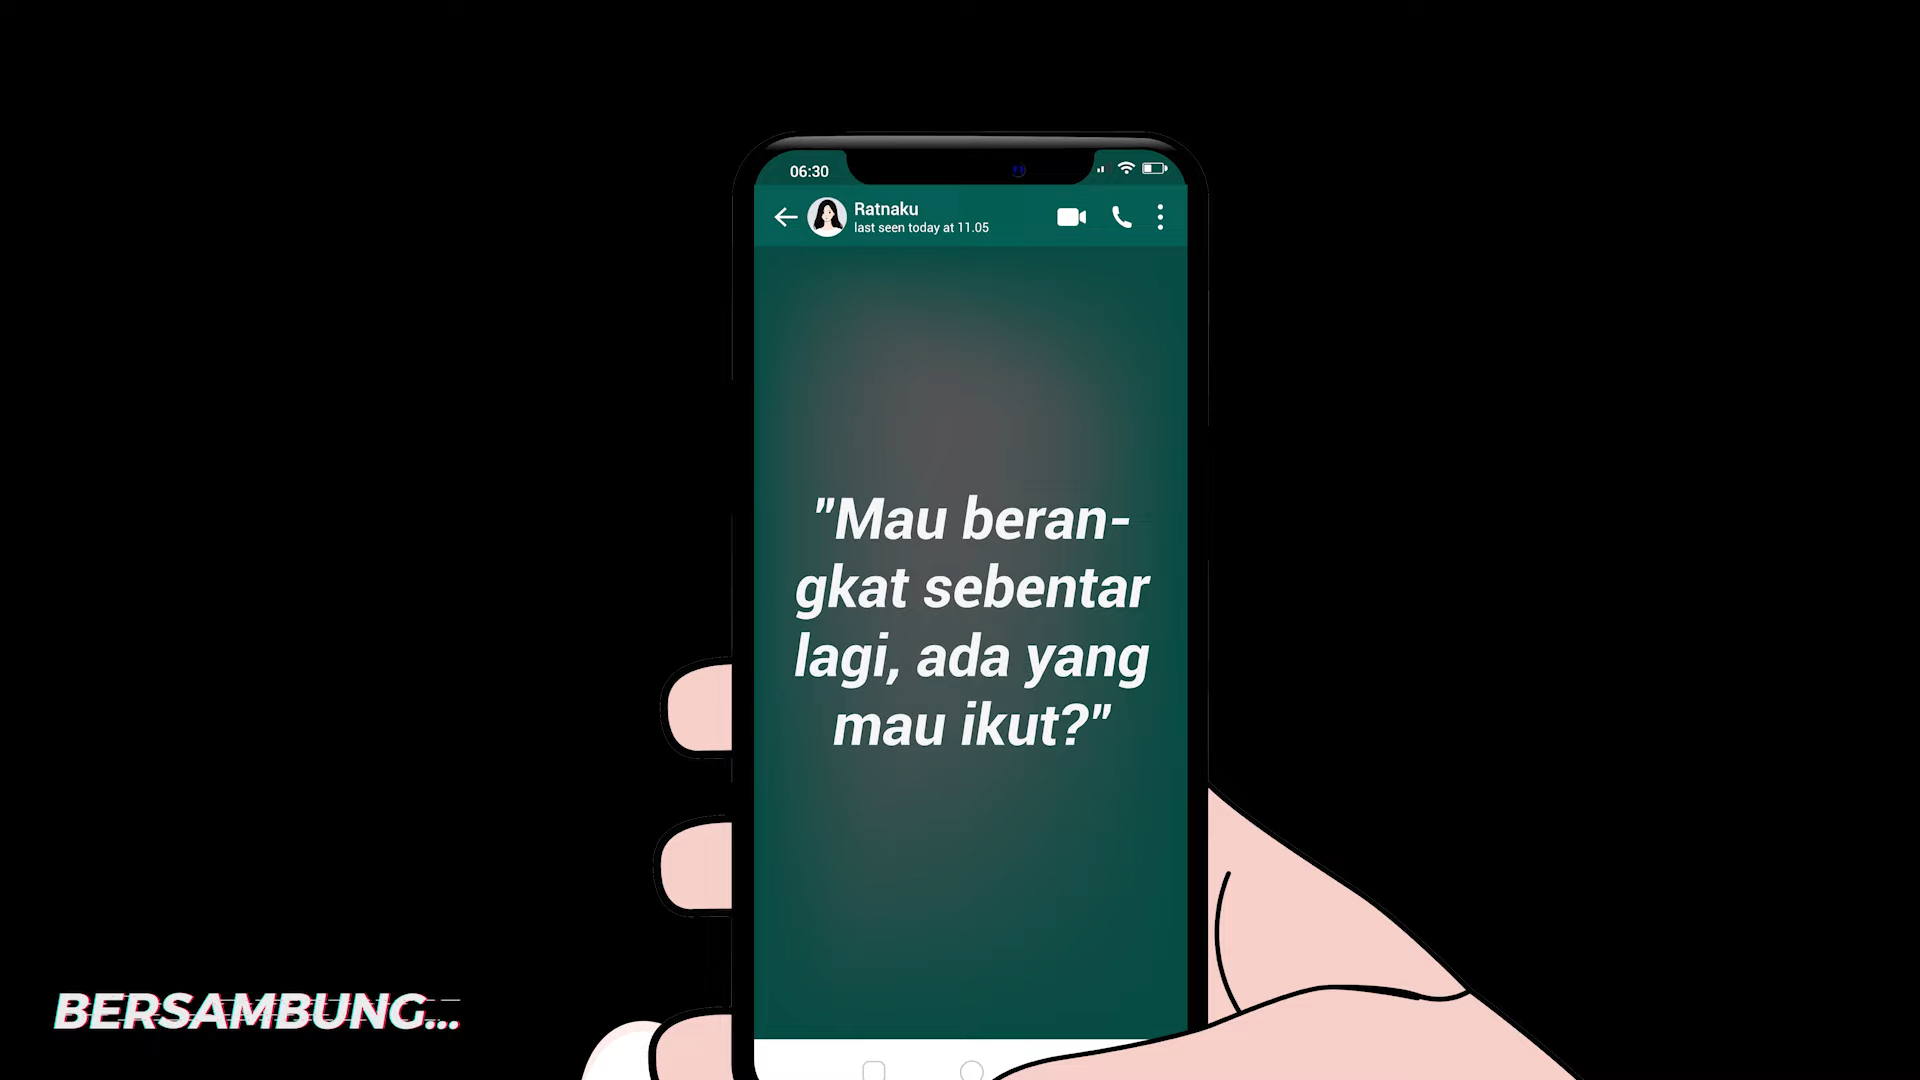 06:30
Ratnaku
last seen today at 11.05
"Mau beran-
gkat sebentar
lagi, ada yang
mau ikut?"
BERSAMBUNG...